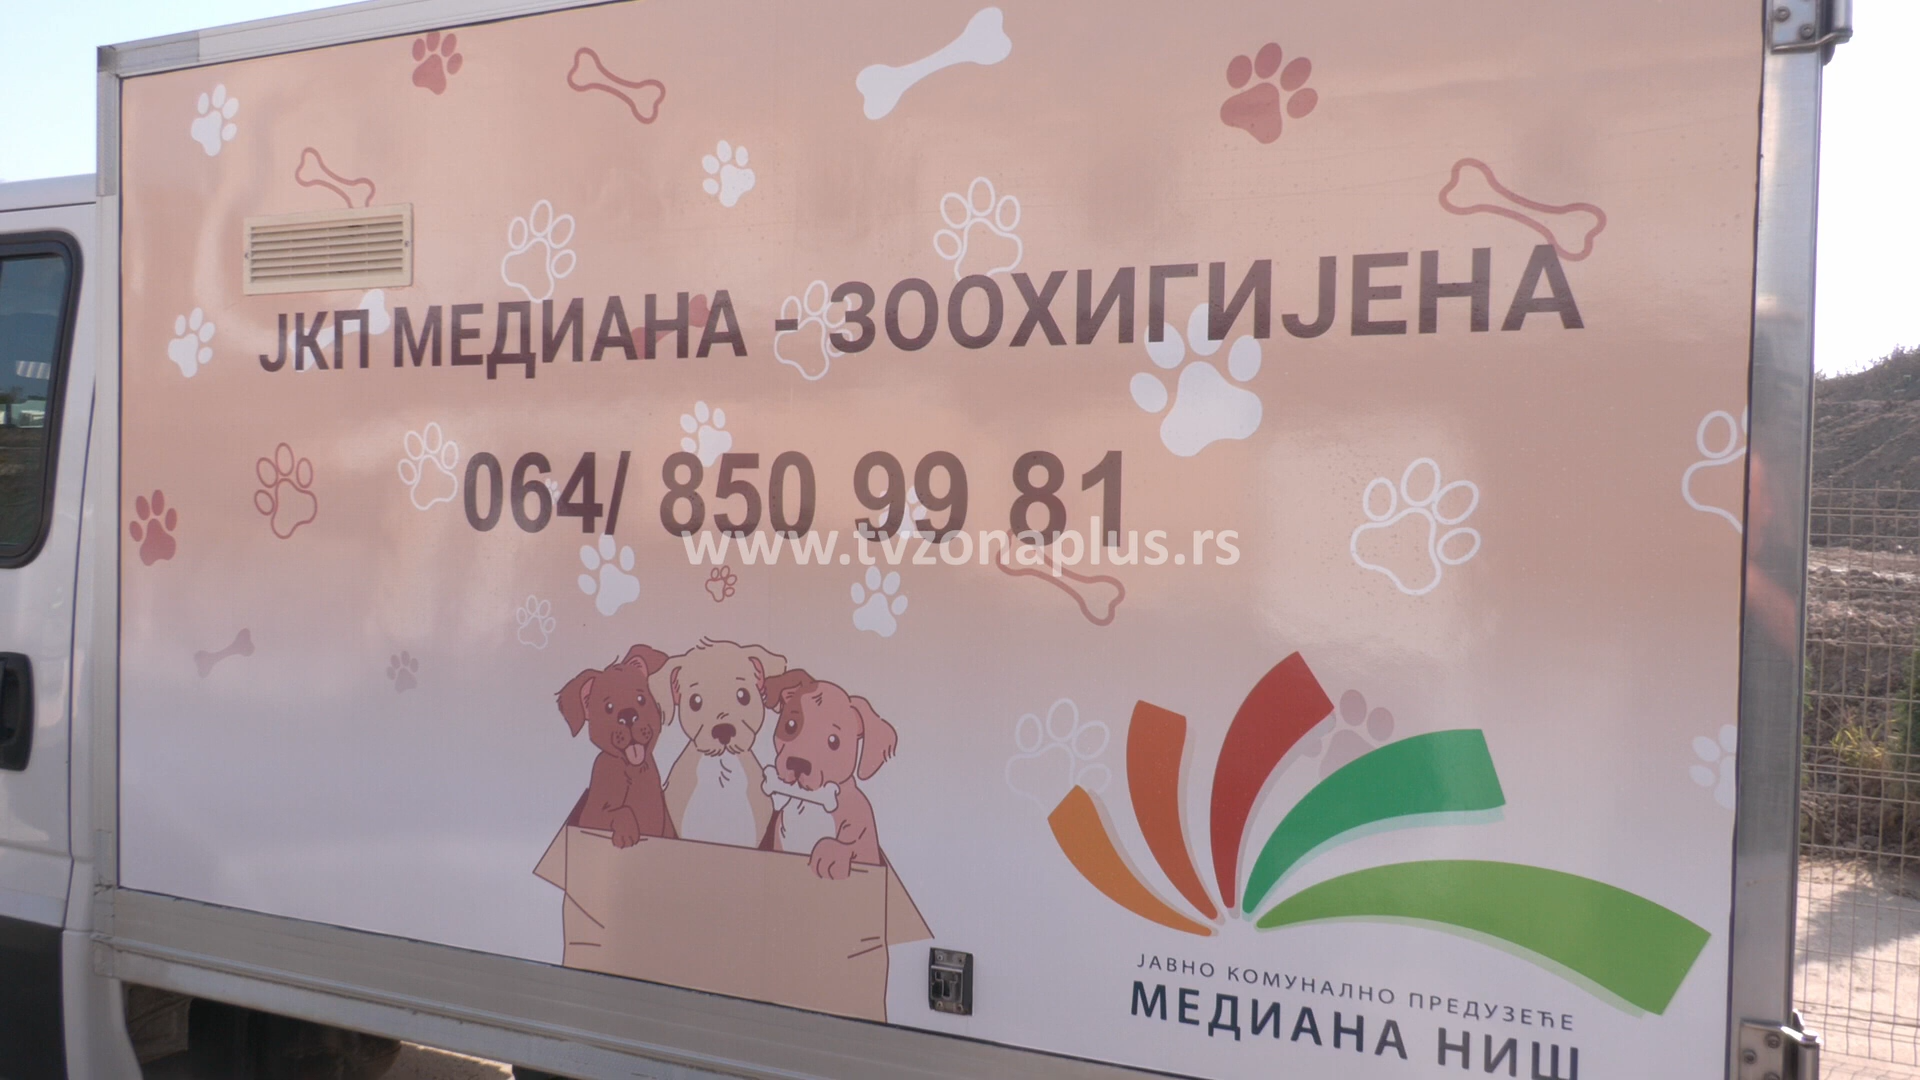 ЈКП МЕДИАНА - ЗООХИГИЈЕНА
064/ 850 99 81
www.tvzonaplus.rs
ЈАВНО КОМУНАЛНО ПРЕДУЗЕЋЕ
МЕДИАНА НИШ